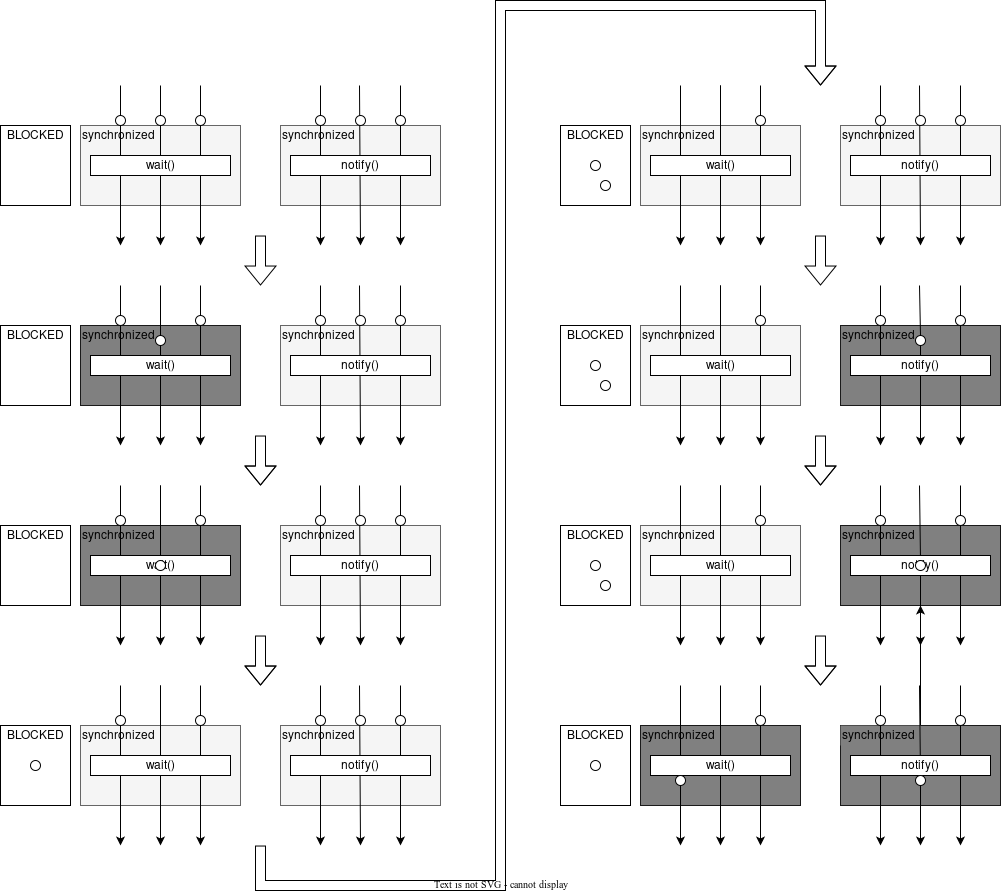 BLOCKED
synchronized
wait()
synchronized
notify()
BLOCKED
synchronized
wait()
synchronized
notify()
BLOCKED
synchronized
wait()
synchronized
notify()
BLOCKED
synchronized
wait()
synchronized
notify()
BLOCKED
synchronized
wait()
synchronized
notify()
BLOCKED
synchronized
wait()
synchronized
notify()
BLOCKED
synchronized
wait()
synchronized
notify()
BLOCKED
synchronized
wait()
synchronized
notify()
Text is not SVG - cannot display